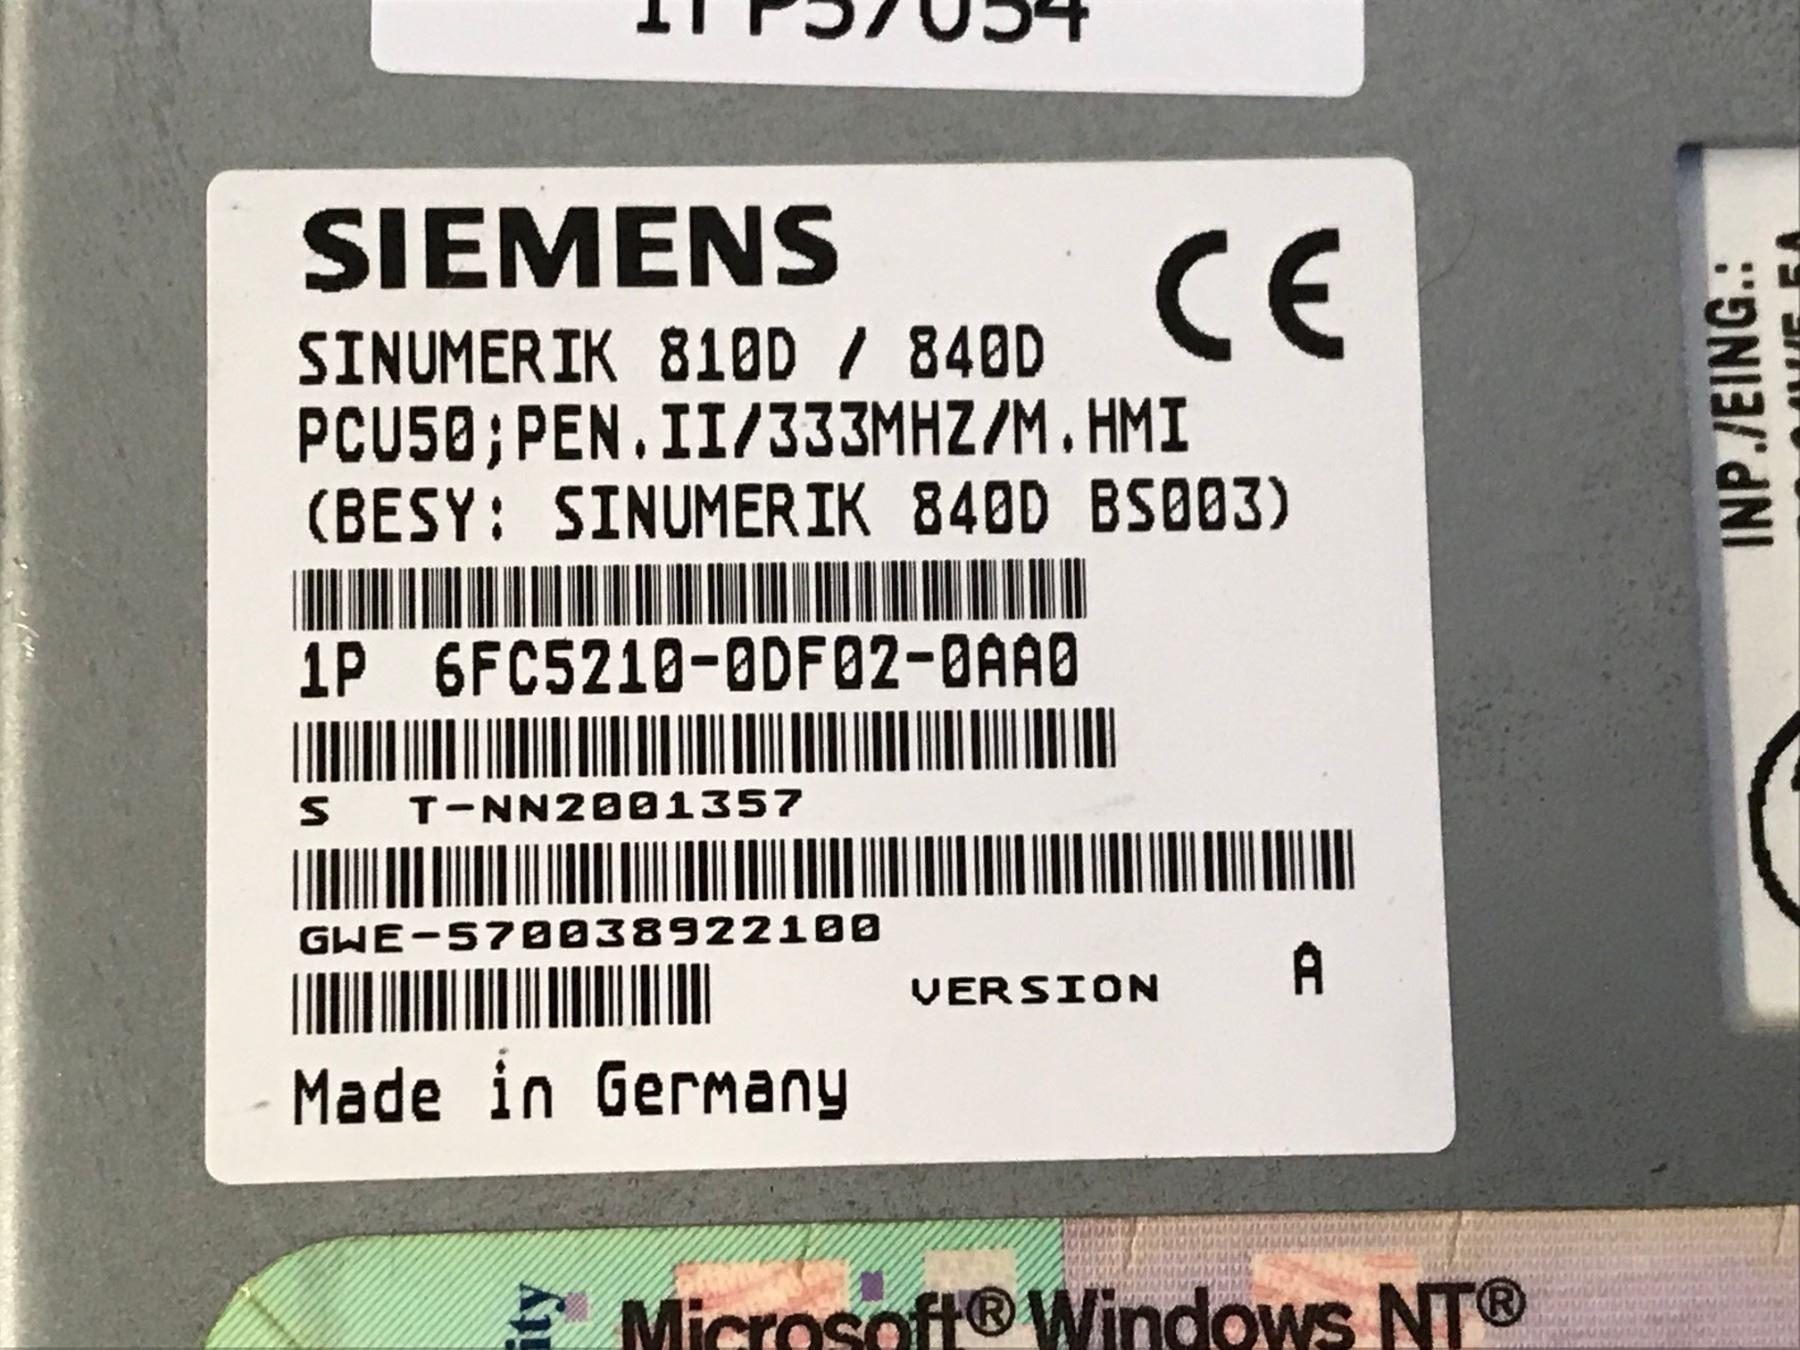 SIEMENS
CE
SINUMERIK 810D / 840D
PCU50;PEN.II/333MHZ/M.HMI
(BESY: SINUMERIK 840D BS003)
1P 6FC5210-0DF02-0AA0
S T-NN2001357
GWE-570038922100
VERSION A
Made in Germany
INP./EING.:
Microsoft® Windows NT®